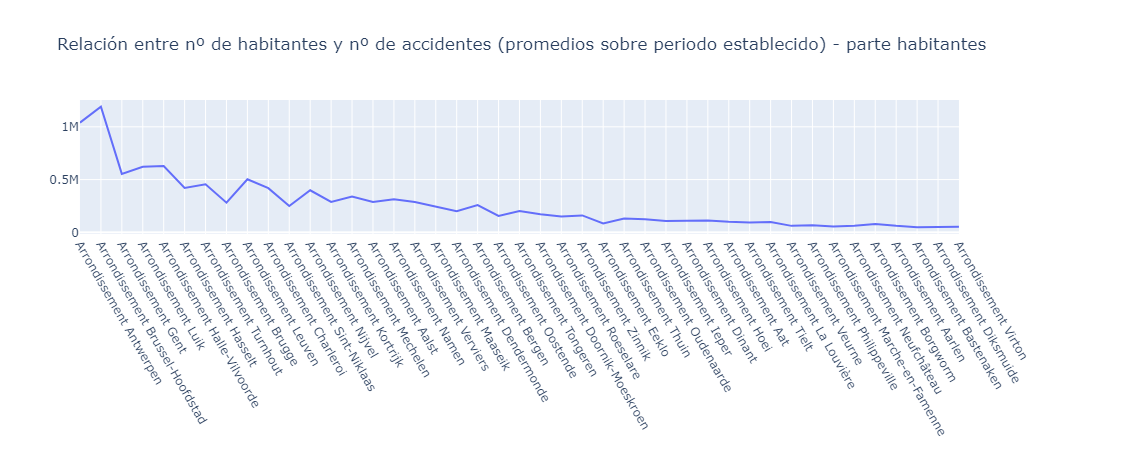 Relación entre nº de habitantes y nº de accidentes (promedios sobre periodo establecido) - parte habitantes
1M
0.5M
0
Arrondissement Antwerpen
Arrondissement Brussel-Hoofdstad
Arrondissement Gent
Arrondissement Luik
Arrondissement Halle-Vilvoorde
Arrondissement Hasselt
Arrondissement Turnhout
Arrondissement Brugge
Arrondissement Leuven
Arrondissement Charleroi
Arrondissement Sint-Niklaas
Arrondissement Nijvel
Arrondissement Kortrijk
Arrondissement Mechelen
Arrondissement Aalst
Arrondissement Namen
Arrondissement Verviers
Arrondissement Maaseik
Arrondissement Dendermonde
Arrondissement Bergen
Arrondissement Oostende
Arrondissement Tongeren
Arrondissement Doornik-Moeskroen
Arrondissement Roeselare
Arrondissement Zinnik
Arrondissement Eeklo
Arrondissement Thuin
Arrondissement Oudenaarde
Arrondissement Ieper
Arrondissement Dinant
Arrondissement Hoei
Arrondissement Aat
Arrondissement Tielt
Arrondissement La Louvière
Arrondissement Veurne
Arrondissement Philippeville
Arrondissement Marche-en-Famenne
Arrondissement Neufchâteau
Arrondissement Borgworm
Arrondissement Aarlen
Arrondissement Bastenaken
Arrondissement Diksmuide
Arrondissement Virton